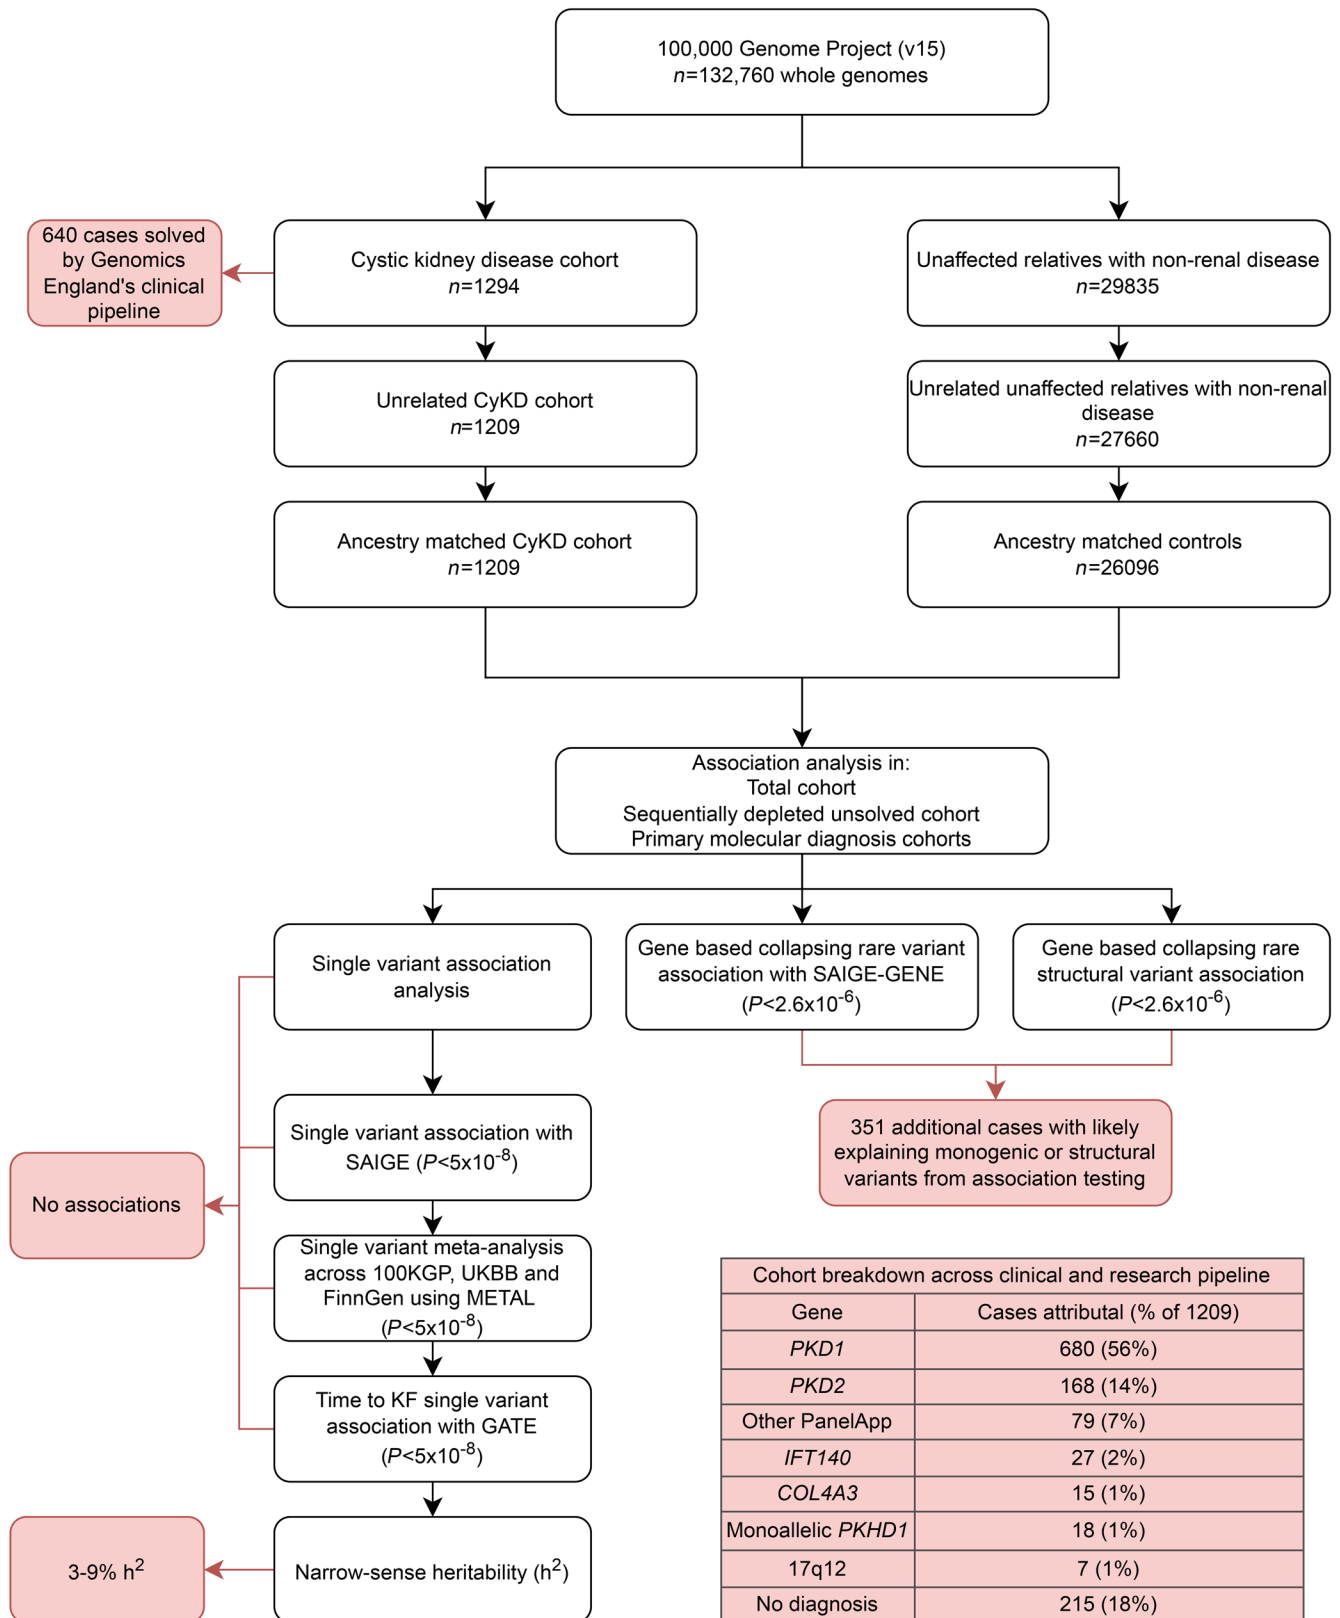 100,000 Genome Project (v15)
n=132,760 whole genomes
640 cases solved
by Genomics
England's clinical
pipeline
Cystic kidney disease cohort
n=1294
Unaffected relatives with non-renal disease
n=29835
Unrelated CyKD cohort
n=1209
Unrelated unaffected relatives with non-renal
disease
n=27660
Ancestry matched CyKD cohort
n=1209
Ancestry matched controls
n=26096
Association analysis in:
Total cohort
Sequentially depleted unsolved cohort
Primary molecular diagnosis cohorts
Single variant association
analysis
Gene based collapsing rare variant
association with SAIGE-GENE
(P<2.6x10⁻⁶)
Gene based collapsing rare
structural variant association
(P<2.6x10⁻⁶)
Single variant association with
SAIGE (P<5x10⁻⁸)
351 additional cases with likely
explaining monogenic or structural
variants from association testing
No associations
Single variant meta-analysis
across 100KGP, UKBB and
FinnGen using METAL
(P<5x10⁻⁸)
Time to KF single variant
association with GATE
(P<5x10⁻⁸)
3-9% h²
Narrow-sense heritability (h²)
Cohort breakdown across clinical and research pipeline
Gene Cases attributal (% of 1209)
PKD1 680 (56%)
PKD2 168 (14%)
Other PanelApp 79 (7%)
IFT140 27 (2%)
COL4A3 15 (1%)
Monoallelic PKHD1 18 (1%)
17q12 7 (1%)
No diagnosis 215 (18%)